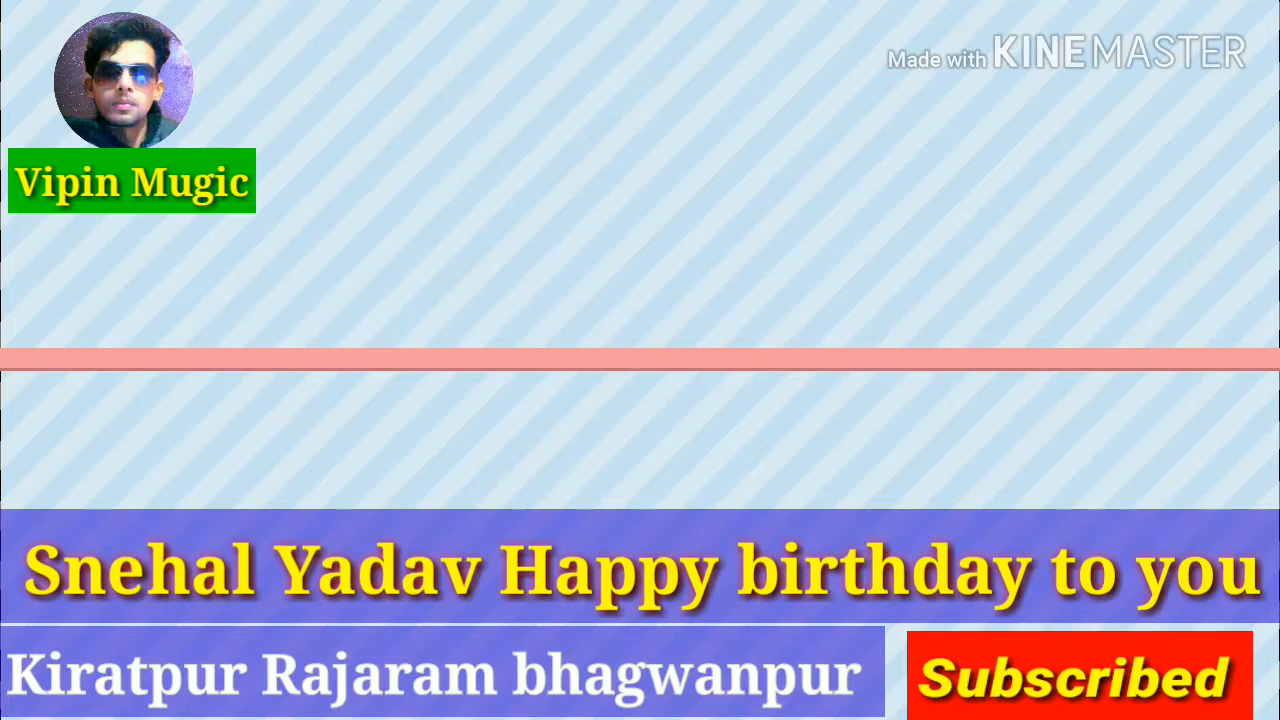 Made with KINEMASTER
Vipin Mugic
Snehal Yadav Happy birthday to you
Kiratpur Rajaram bhagwanpur
Subscribed